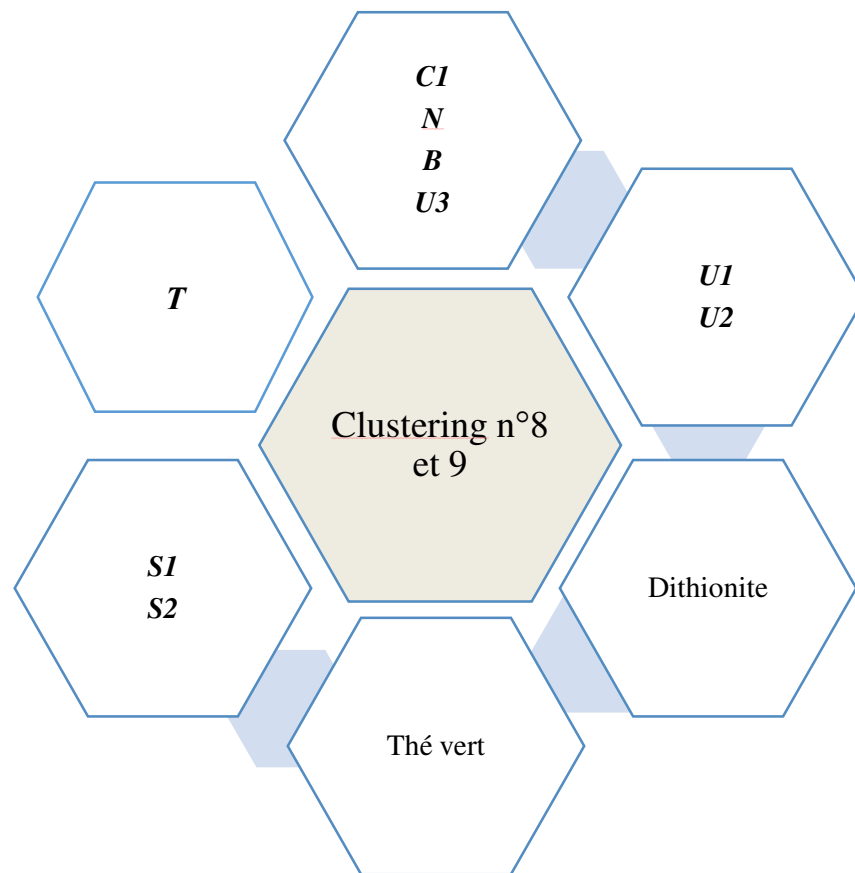 C1
N
B
U3
U1
U2
T
Clustering n°8
et 9
S1
S2
Dithionite
Thé vert